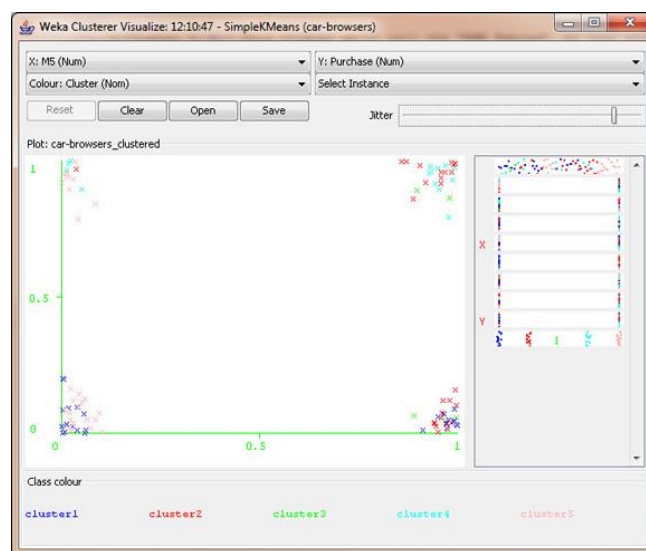 Weka Clusterer Visualize: 12:10:47 - SimpleKMeans (car-browsers)
X: M5 (Num) Y: Purchase (Num)
Colour: Cluster (Nom) Select Instance
Reset Clear Open Save Jitter
Plot: car-browsers_clustered
1
0.5
0
0 0.5 1
X
Y
Class colour
cluster1 cluster2 cluster3 cluster4 cluster5